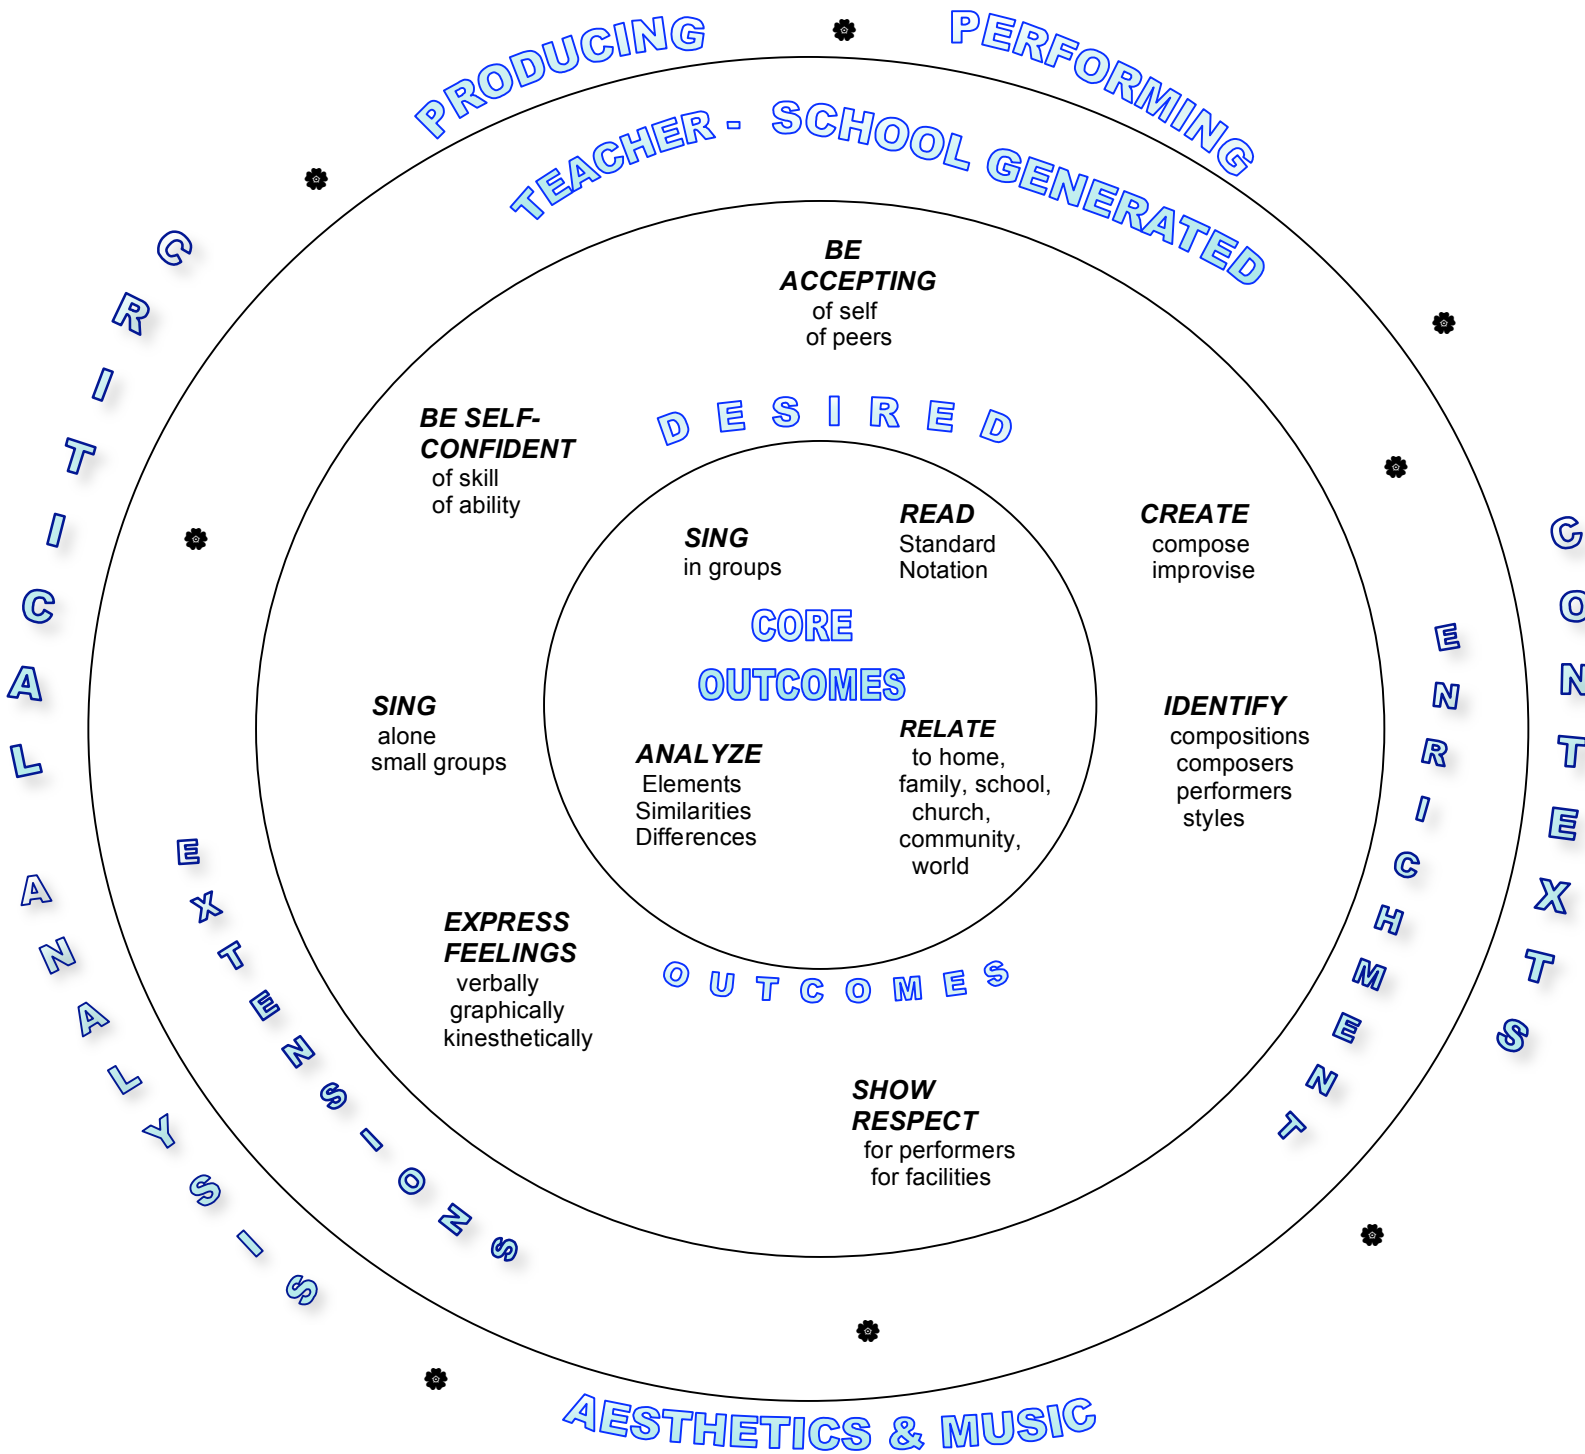 PRODUCING
PERFORMING
TEACHER - SCHOOL GENERATED
CRITICAL ANALYSIS
CONTEXTS
EXTENSIONS
ENRICHMENT
AESTHETICS & MUSIC
DESIRED
OUTCOMES
BE
ACCEPTING
of self
of peers
BE SELF-
CONFIDENT
of skill
of ability
CREATE
compose
improvise
SING
alone
small groups
IDENTIFY
compositions
composers
performers
styles
EXPRESS
FEELINGS
verbally
graphically
kinesthetically
SHOW
RESPECT
for performers
for facilities
SING
in groups
READ
Standard
Notation
CORE
OUTCOMES
ANALYZE
Elements
Similarities
Differences
RELATE
to home,
family, school,
church,
community,
world